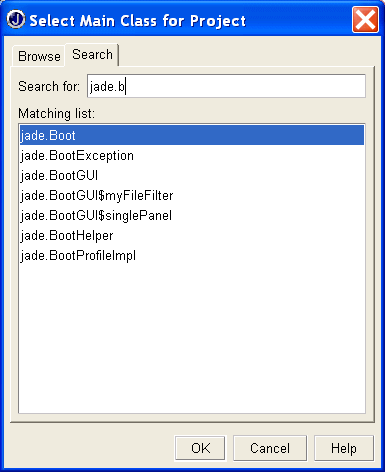 Select Main Class for Project
Browse Search
Search for: jade.b
Matching list:
jade.Boot
jade.BootException
jade.BootGUI
jade.BootGUI$myFileFilter
jade.BootGUI$singlePanel
jade.BootHelper
jade.BootProfileImpl
OK Cancel Help